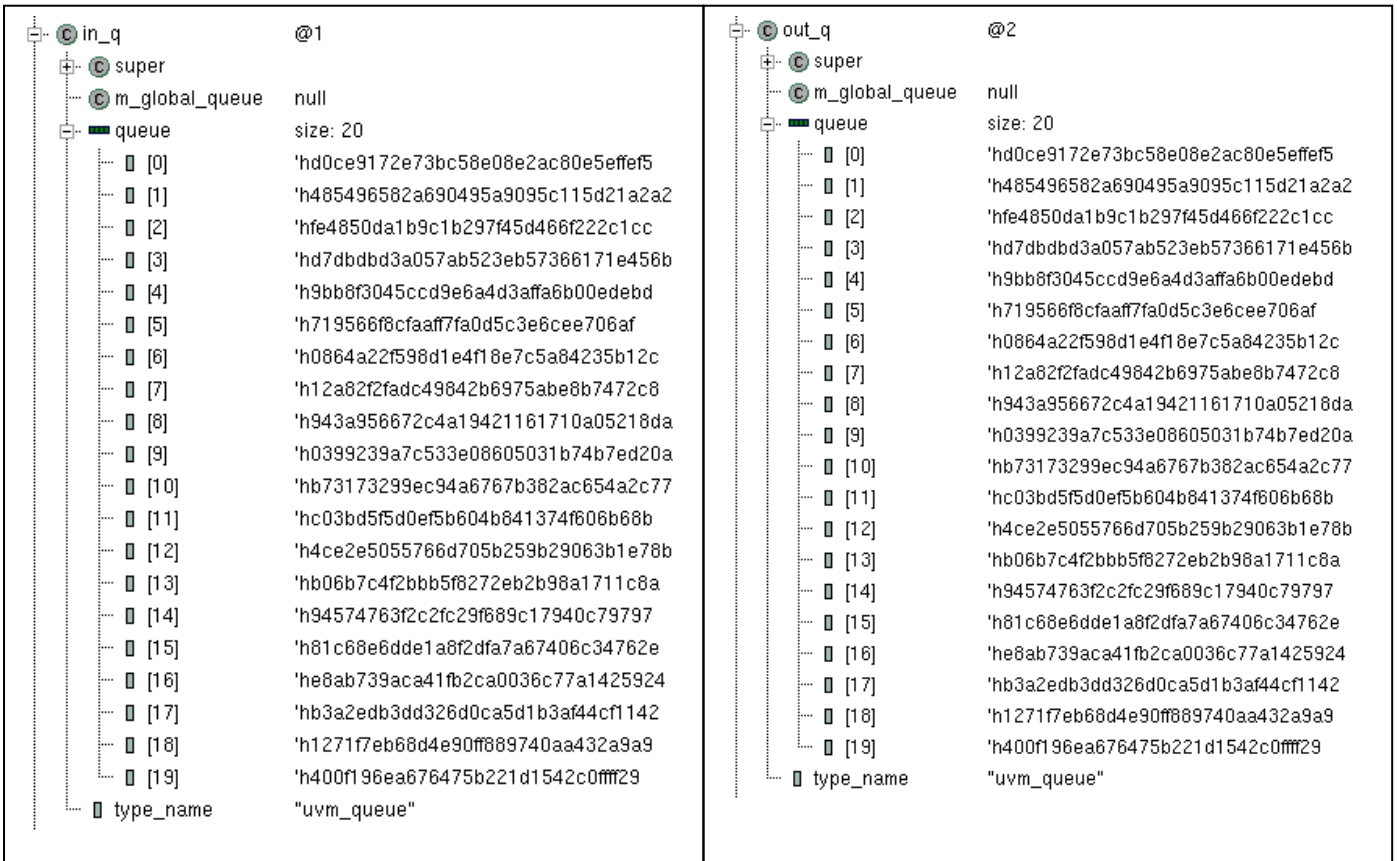 in_q @1
super
m_global_queue null
queue size: 20
[0] 'hd0ce9172e73bc58e08e2ac80e5effef5
[1] 'h485496582a690495a9095c115d21a2a2
[2] 'hfe4850da1b9c1b297f45d466f222c1cc
[3] 'hd7dbdbd3a057ab523eb57366171e456b
[4] 'h9bb8f3045ccd9e6a4d3affa6b00edebd
[5] 'h719566f8cfaaff7fa0d5c3e6cee706af
[6] 'h0864a22f598d1e4f18e7c5a84235b12c
[7] 'h12a82f2fadc49842b6975abe8b7472c8
[8] 'h943a956672c4a19421161710a05218da
[9] 'h0399239a7c533e08605031b74b7ed20a
[10] 'hb73173299ec94a6767b382ac654a2c77
[11] 'hc03bd5f5d0ef5b604b841374f606b68b
[12] 'h4ce2e5055766d705b259b29063b1e78b
[13] 'hb06b7c4f2bbb5f8272eb2b98a1711c8a
[14] 'h94574763f2c2fc29f689c17940c79797
[15] 'h81c68e6dde1a8f2dfa7a67406c34762e
[16] 'he8ab739aca41fb2ca0036c77a1425924
[17] 'hb3a2edb3dd326d0ca5d1b3af44cf1142
[18] 'h1271f7eb68d4e90ff889740aa432a9a9
[19] 'h400f196ea676475b221d1542c0ffff29
type_name "uvm_queue"
out_q @2
super
m_global_queue null
queue size: 20
[0] 'hd0ce9172e73bc58e08e2ac80e5effef5
[1] 'h485496582a690495a9095c115d21a2a2
[2] 'hfe4850da1b9c1b297f45d466f222c1cc
[3] 'hd7dbdbd3a057ab523eb57366171e456b
[4] 'h9bb8f3045ccd9e6a4d3affa6b00edebd
[5] 'h719566f8cfaaff7fa0d5c3e6cee706af
[6] 'h0864a22f598d1e4f18e7c5a84235b12c
[7] 'h12a82f2fadc49842b6975abe8b7472c8
[8] 'h943a956672c4a19421161710a05218da
[9] 'h0399239a7c533e08605031b74b7ed20a
[10] 'hb73173299ec94a6767b382ac654a2c77
[11] 'hc03bd5f5d0ef5b604b841374f606b68b
[12] 'h4ce2e5055766d705b259b29063b1e78b
[13] 'hb06b7c4f2bbb5f8272eb2b98a1711c8a
[14] 'h94574763f2c2fc29f689c17940c79797
[15] 'h81c68e6dde1a8f2dfa7a67406c34762e
[16] 'he8ab739aca41fb2ca0036c77a1425924
[17] 'hb3a2edb3dd326d0ca5d1b3af44cf1142
[18] 'h1271f7eb68d4e90ff889740aa432a9a9
[19] 'h400f196ea676475b221d1542c0ffff29
type_name "uvm_queue"